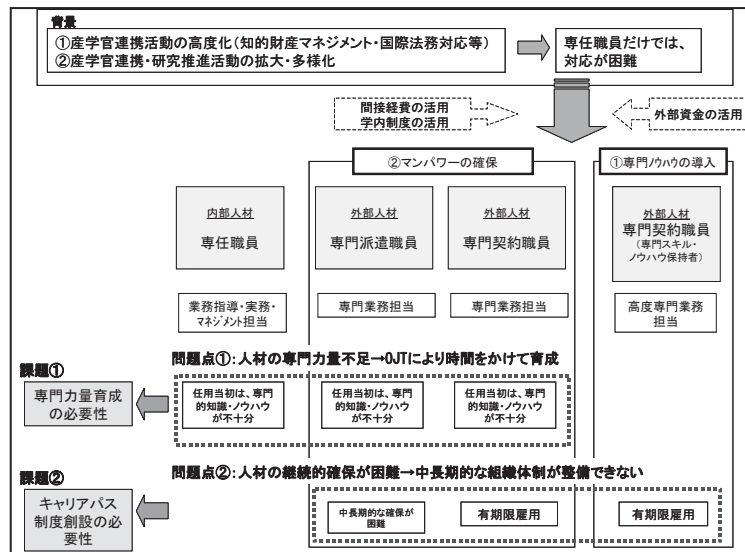 背景
①産学官連携活動の高度化（知的財産マネジメント・国際法務対応等）
②産学官連携・研究推進活動の拡大・多様化
専任職員だけでは、
対応が困難
間接経費の活用
学内制度の活用
外部資金の活用
②マンパワーの確保
①専門ノウハウの導入
内部人材
専任職員
外部人材
専門派遣職員
外部人材
専門契約職員
外部人材
専門契約職員
（専門スキル・
ノウハウ保持者）
業務指導・実務・
マネジメント担当
専門業務担当
専門業務担当
高度専門業務
担当
問題点①：人材の専門力量不足→OJTにより時間をかけて育成
課題①
専門力量育成
の必要性
任用当初は、専門
的知識・ノウハウ
が不十分
任用当初は、専門
的知識・ノウハウ
が不十分
任用当初は、専門
的知識・ノウハウ
が不十分
問題点②：人材の継続的確保が困難→中長期的な組織体制が整備できない
課題②
キャリアパス
制度創設の必
要性
中長期的な確保が
困難
有期限雇用
有期限雇用